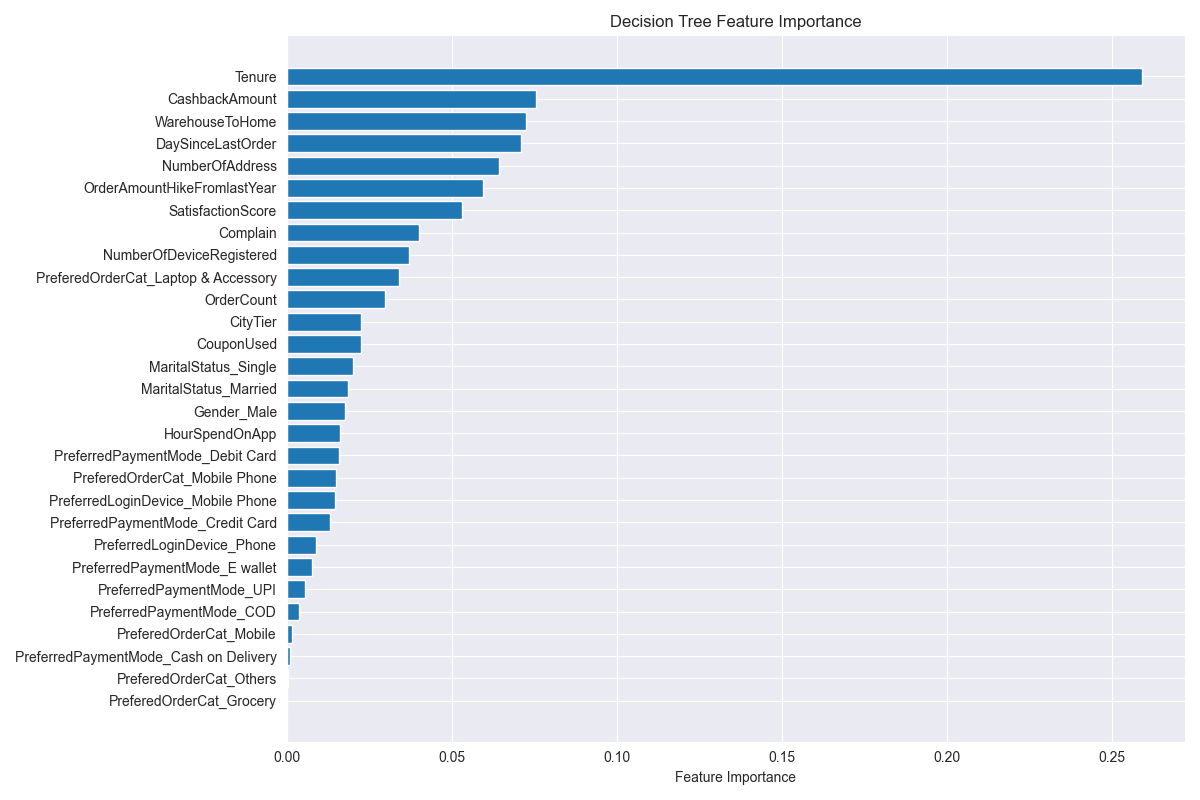 Decision Tree Feature Importance
Tenure
CashbackAmount
WarehouseToHome
DaySinceLastOrder
NumberOfAddress
OrderAmountHikeFromlastYear
SatisfactionScore
Complain
NumberOfDeviceRegistered
PreferedOrderCat_Laptop & Accessory
OrderCount
CityTier
CouponUsed
MaritalStatus_Single
MaritalStatus_Married
Gender_Male
HourSpendOnApp
PreferredPaymentMode_Debit Card
PreferedOrderCat_Mobile Phone
PreferredLoginDevice_Mobile Phone
PreferredPaymentMode_Credit Card
PreferredLoginDevice_Phone
PreferredPaymentMode_E wallet
PreferredPaymentMode_UPI
PreferredPaymentMode_COD
PreferedOrderCat_Mobile
PreferredPaymentMode_Cash on Delivery
PreferedOrderCat_Others
PreferedOrderCat_Grocery
0.00 0.05 0.10 0.15 0.20 0.25
Feature Importance